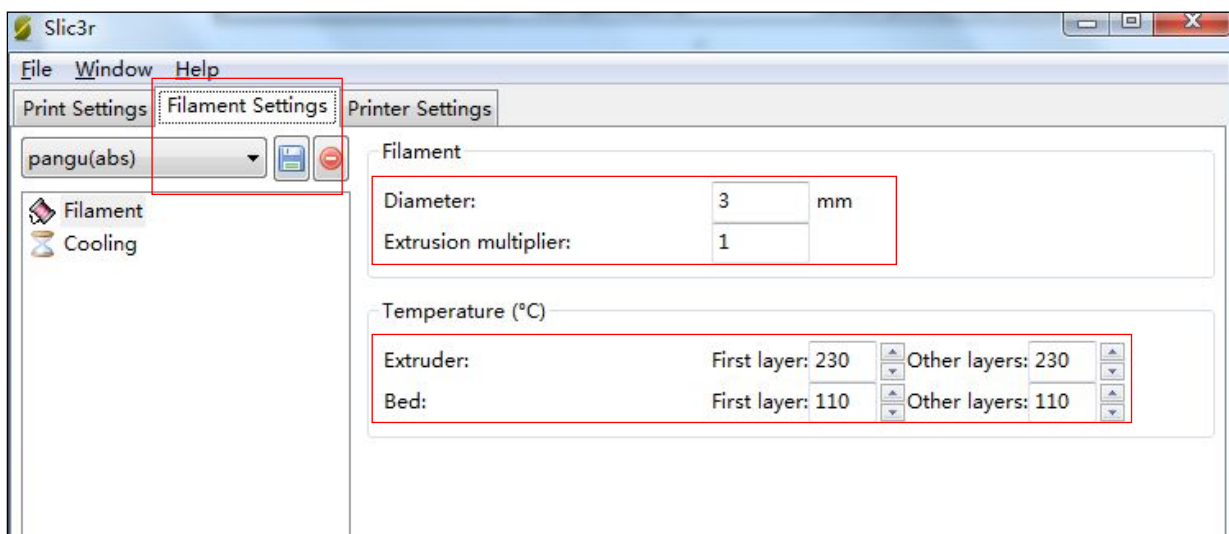 Slic3r
File Window Help
Print Settings Filament Settings Printer Settings
pangu(abs)
Filament
Cooling
Filament
Diameter: 3 mm
Extrusion multiplier: 1
Temperature (°C)
Extruder: First layer: 230 Other layers: 230
Bed: First layer: 110 Other layers: 110